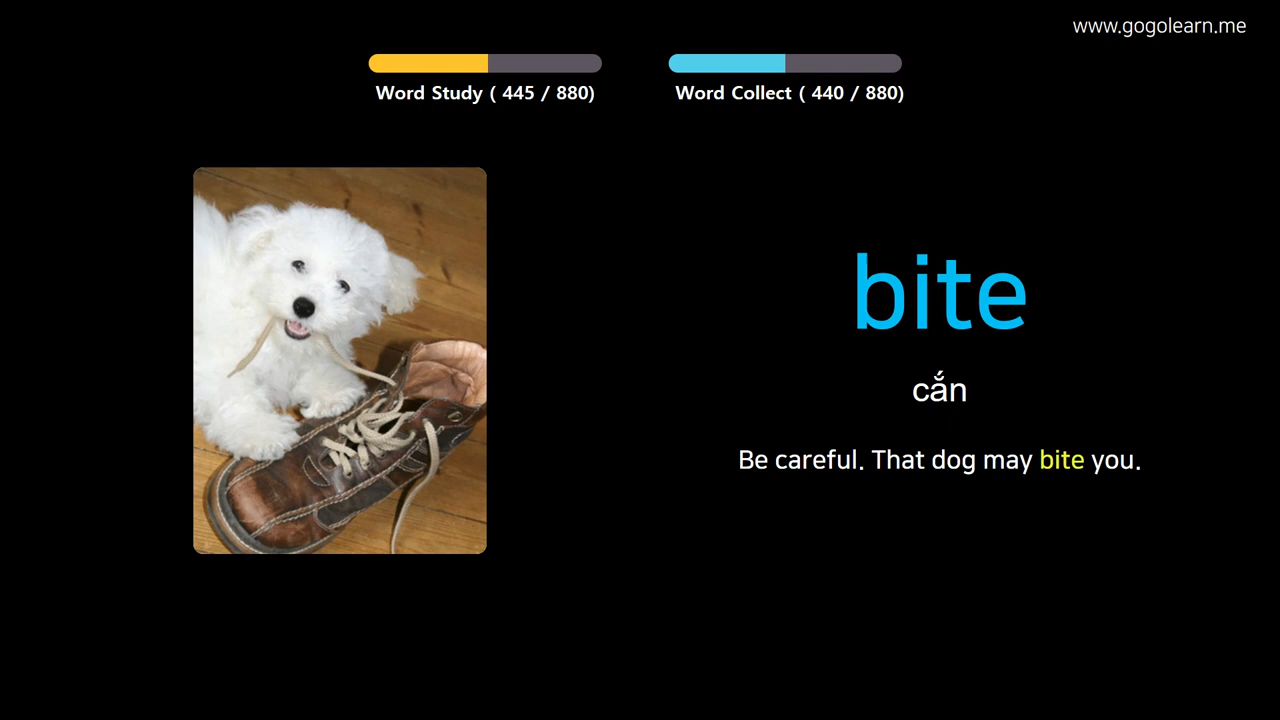 www.gogolearn.me
Word Study ( 445 / 880)
Word Collect ( 440 / 880)
bite
cắn
Be careful. That dog may bite you.